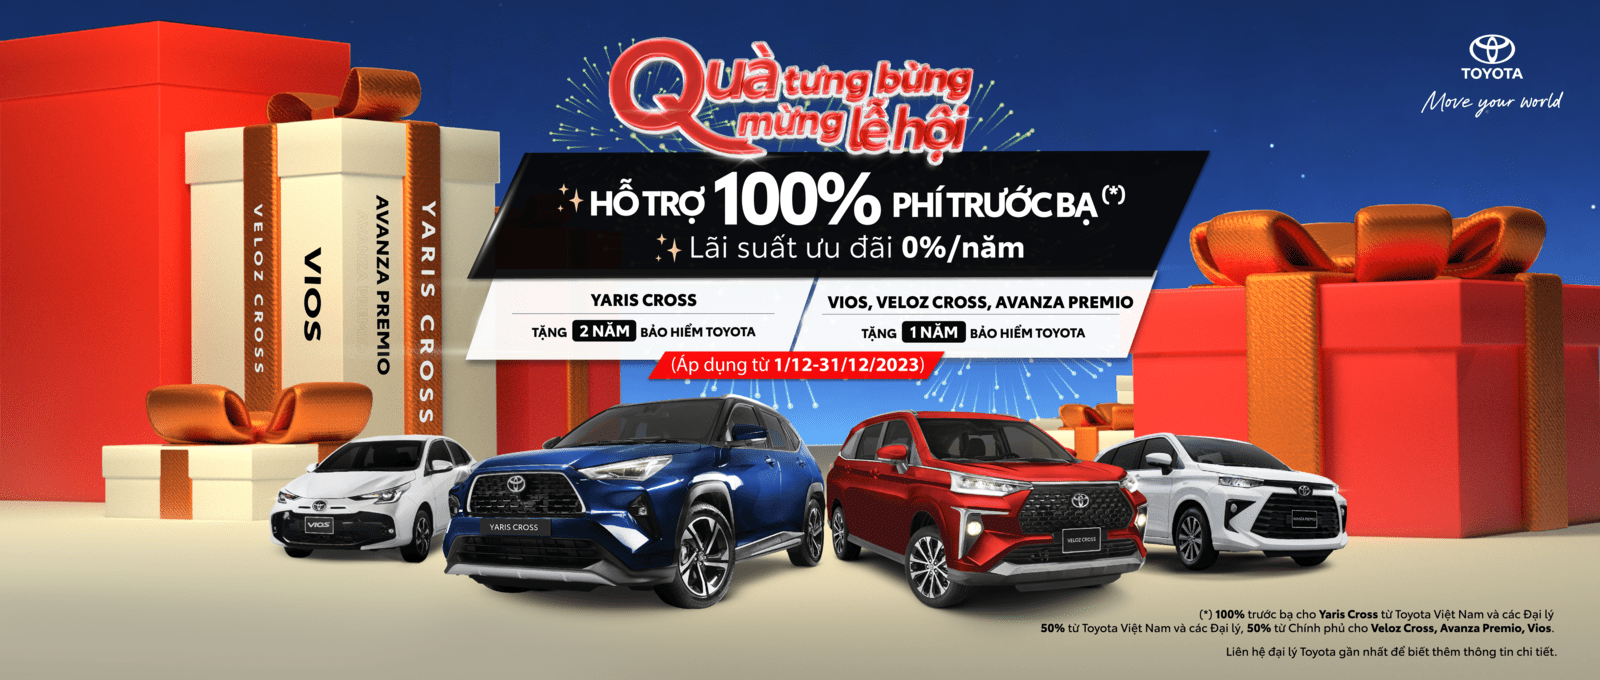 Quà tưng bừng
mừng lễ hội
TOYOTA
Move your world
HỖ TRỢ 100% PHÍ TRƯỚC BẠ (*)
Lãi suất ưu đãi 0%/năm
YARIS CROSS
TẶNG 2 NĂM BẢO HIỂM TOYOTA
VIOS, VELOZ CROSS, AVANZA PREMIO
TẶNG 1 NĂM BẢO HIỂM TOYOTA
(Áp dụng từ 1/12-31/12/2023)
VELOZ CROSS
VIOS
AVANZA PREMIO
YARIS CROSS
VIOS
YARIS CROSS
VELOZ CROSS
AVANZA PREMIO
(*) 100% trước bạ cho Yaris Cross từ Toyota Việt Nam và các Đại lý
50% từ Toyota Việt Nam và các Đại lý, 50% từ Chính phủ cho Veloz Cross, Avanza Premio, Vios.
Liên hệ đại lý Toyota gần nhất để biết thêm thông tin chi tiết.